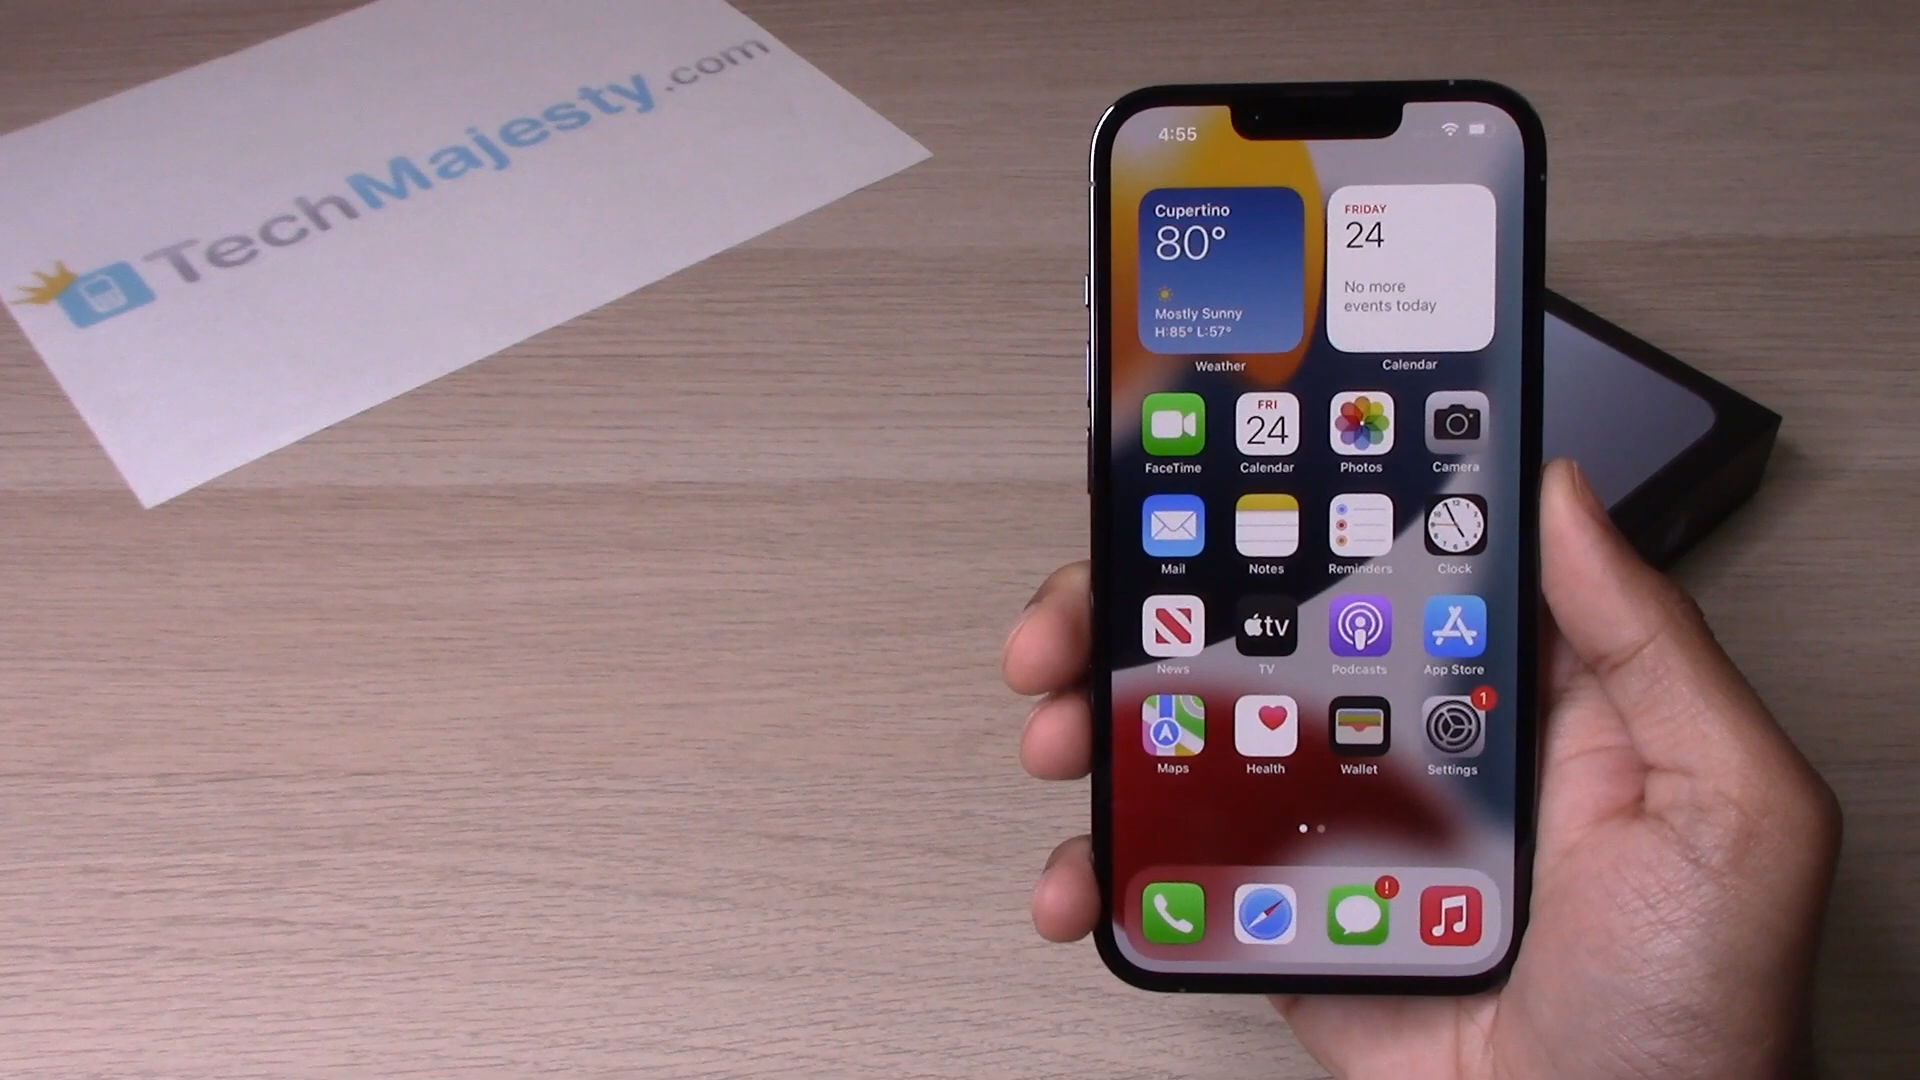 TechMajesty.com
4:55
Cupertino
80°
Mostly Sunny
H:85° L:57°
Weather
FRIDAY
24
No more
events today
Calendar
FaceTime
FRI
24
Calendar
Photos
Camera
Mail
Notes
Reminders
Clock
News
tv
TV
Podcasts
App Store
Maps
Health
Wallet
1
Settings
!